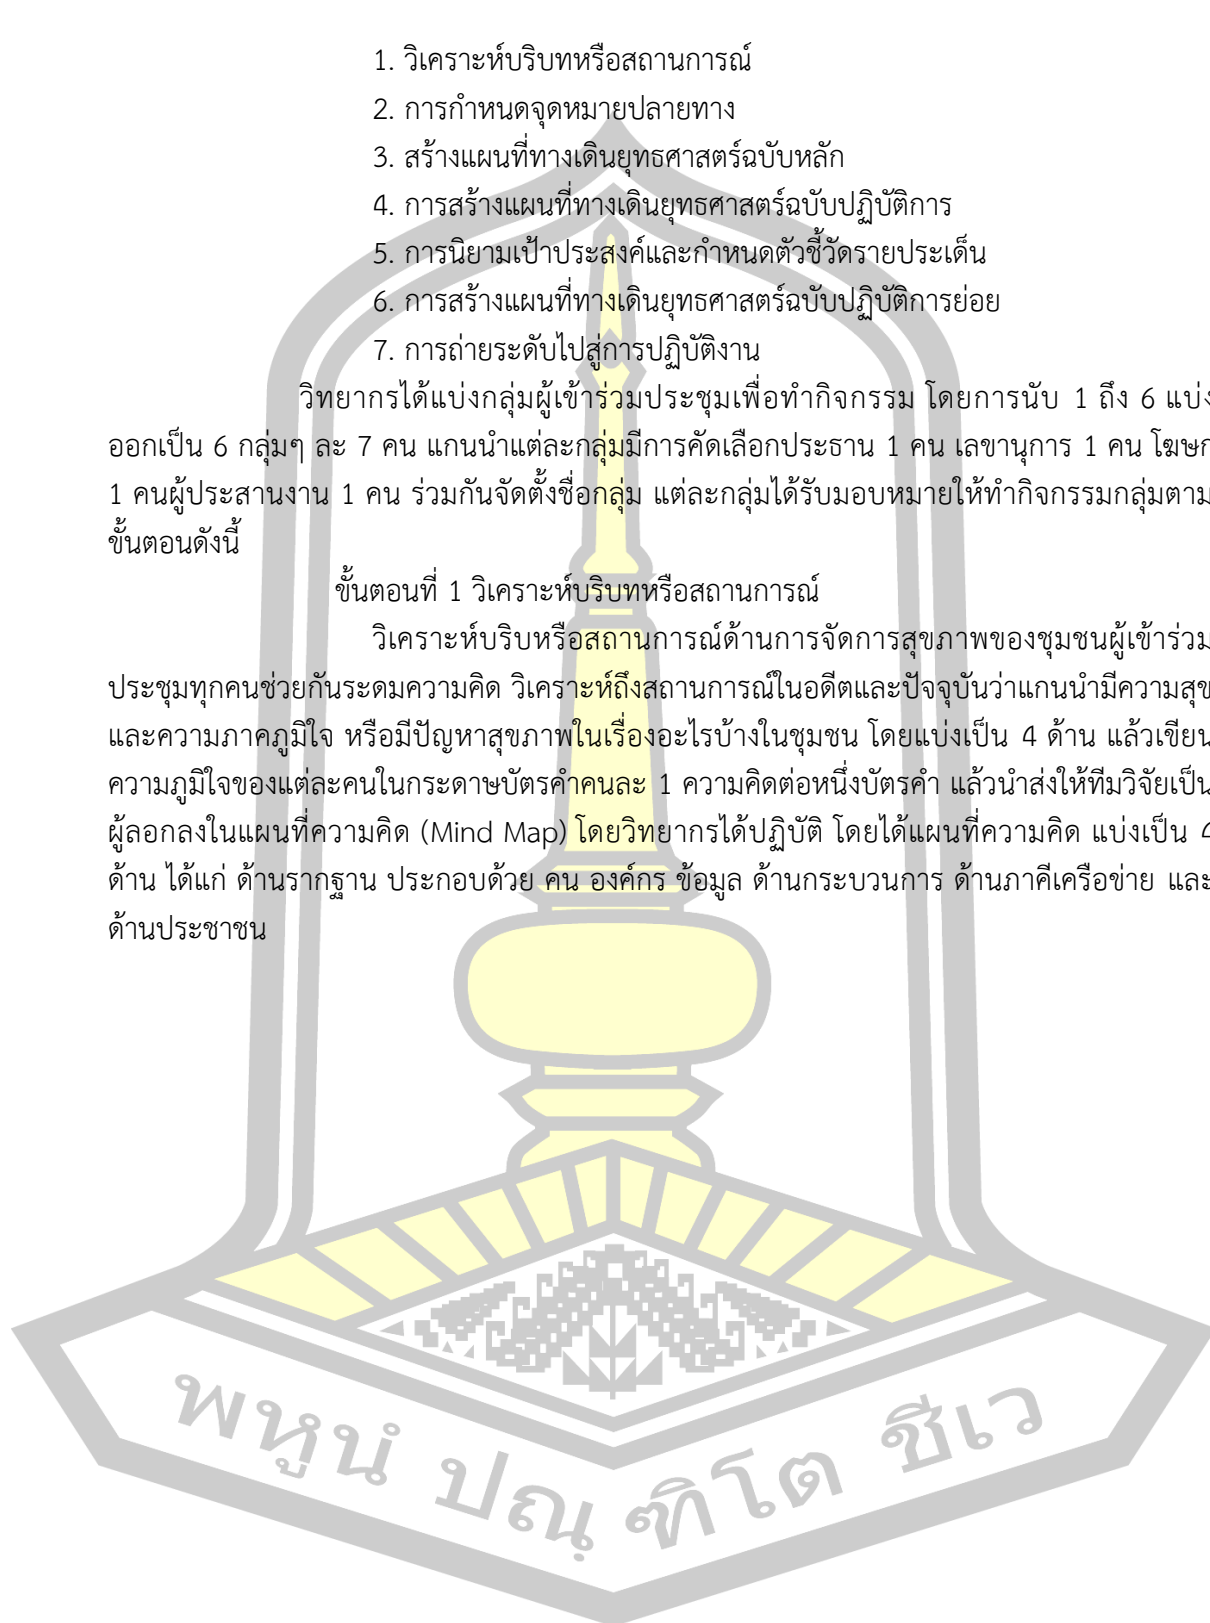 1. วิเคราะห์บริบทหรือสถานการณ์
2. การกำหนดจุดหมายปลายทาง
3. สร้างแผนที่ทางเดินยุทธศาสตร์ฉบับหลัก
4. การสร้างแผนที่ทางเดินยุทธศาสตร์ฉบับปฏิบัติการ
5. การนิยามเป้าประสงค์และกำหนดตัวชี้วัดรายประเด็น
6. การสร้างแผนที่ทางเดินยุทธศาสตร์ฉบับปฏิบัติการย่อย
7. การถ่ายระดับไปสู่การปฏิบัติงาน
วิทยากรได้แบ่งกลุ่มผู้เข้าร่วมประชุมเพื่อทำกิจกรรม โดยการนับ 1 ถึง 6 แบ่ง
ออกเป็น 6 กลุ่มๆ ละ 7 คน แกนนำแต่ละกลุ่มมีการคัดเลือกประธาน 1 คน เลขานุการ 1 คน โฆษก
1 คนผู้ประสานงาน 1 คน ร่วมกันจัดตั้งชื่อกลุ่ม แต่ละกลุ่มได้รับมอบหมายให้ทำกิจกรรมกลุ่มตาม
ขั้นตอนดังนี้
ขั้นตอนที่ 1 วิเคราะห์บริบทหรือสถานการณ์
วิเคราะห์บริบหรือสถานการณ์ด้านการจัดการสุขภาพของชุมชนผู้เข้าร่วม
ประชุมทุกคนช่วยกันระดมความคิด วิเคราะห์ถึงสถานการณ์ในอดีตและปัจจุบันว่าแกนนำมีความสุข
และความภาคภูมิใจ หรือมีปัญหาสุขภาพในเรื่องอะไรบ้างในชุมชน โดยแบ่งเป็น 4 ด้าน แล้วเขียน
ความภูมิใจของแต่ละคนในกระดาษบัตรคำคนละ 1 ความคิดต่อหนึ่งบัตรคำ แล้วนำส่งให้ทีมวิจัยเป็น
ผู้ลอกลงในแผนที่ความคิด (Mind Map) โดยวิทยากรได้ปฏิบัติ โดยได้แผนที่ความคิด แบ่งเป็น 4
ด้าน ได้แก่ ด้านรากฐาน ประกอบด้วย คน องค์กร ข้อมูล ด้านกระบวนการ ด้านภาคีเครือข่าย และ
ด้านประชาชน
พหูนํ ปณฺฑิโต ชีเว